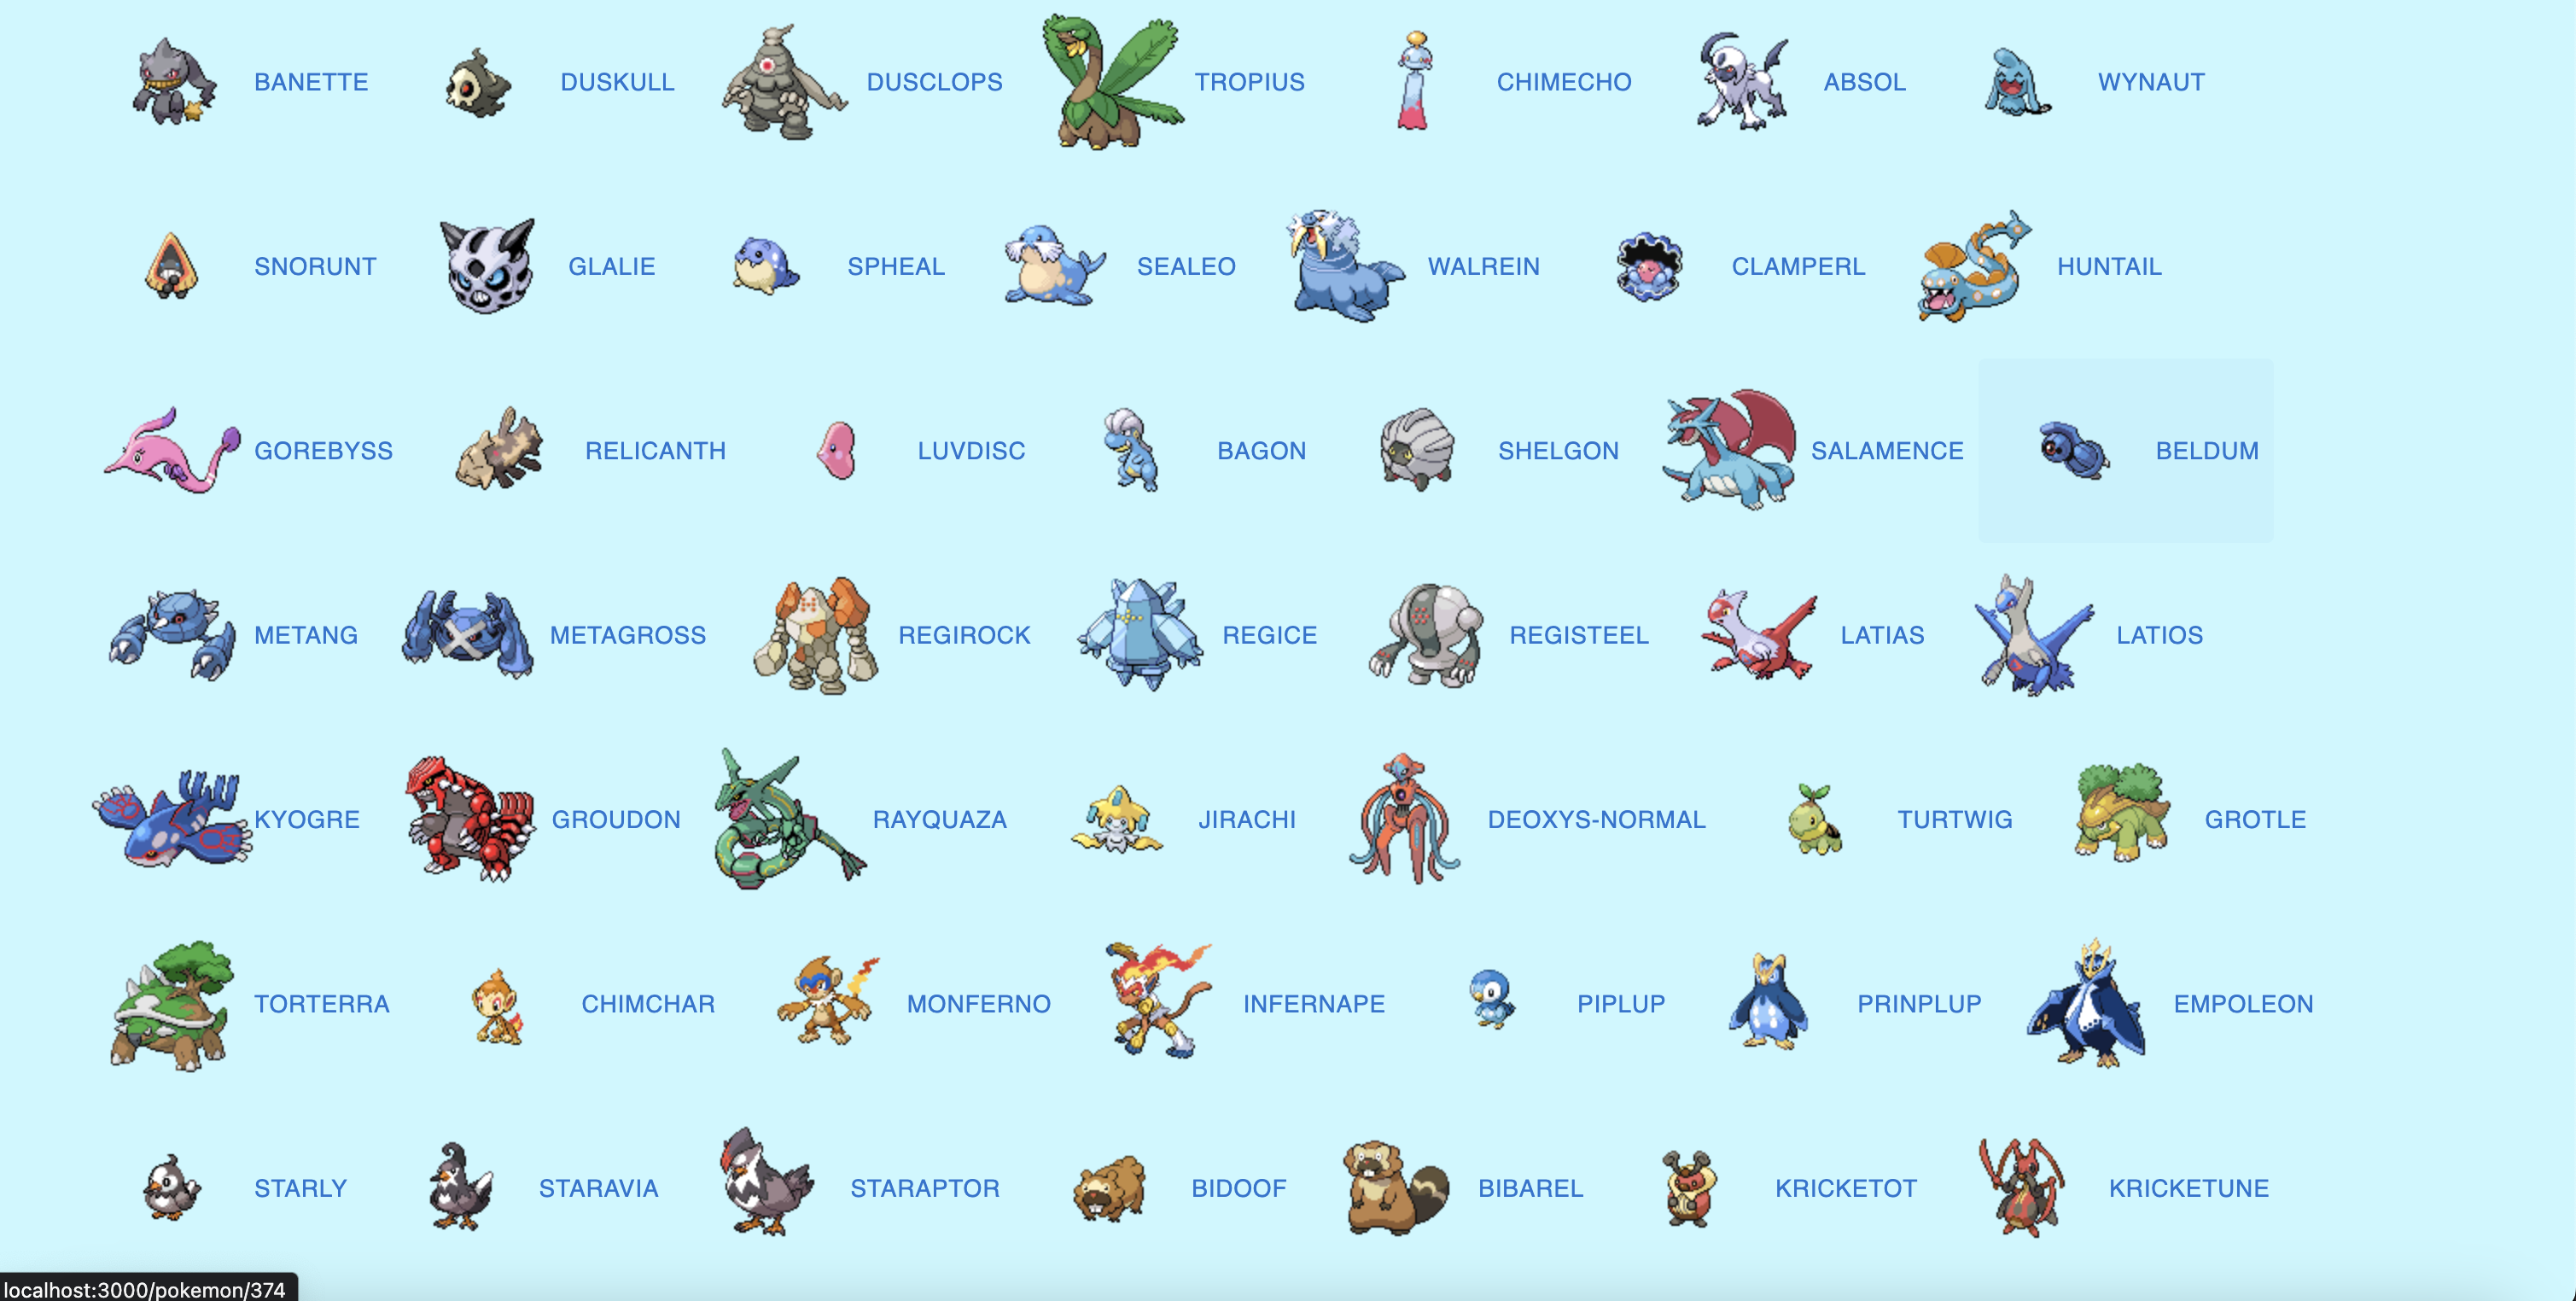 BANETTE DUSKULL DUSCLOPS TROPIUS CHIMECHO ABSOL WYNAUT
SNORUNT GLALIE SPHEAL SEALEO WALREIN CLAMPERL HUNTAIL
GOREBYSS RELICANTH LUVDISC BAGON SHELGON SALAMENCE BELDUM
METANG METAGROSS REGIROCK REGICE REGISTEEL LATIAS LATIOS
KYOGRE GROUDON RAYQUAZA JIRACHI DEOXYS-NORMAL TURTWIG GROTLE
TORTERRA CHIMCHAR MONFERNO INFERNAPE PIPLUP PRINPLUP EMPOLEON
STARLY STARAVIA STARAPTOR BIDOOF BIBAREL KRICKETOT KRICKETUNE
localhost:3000/pokemon/374